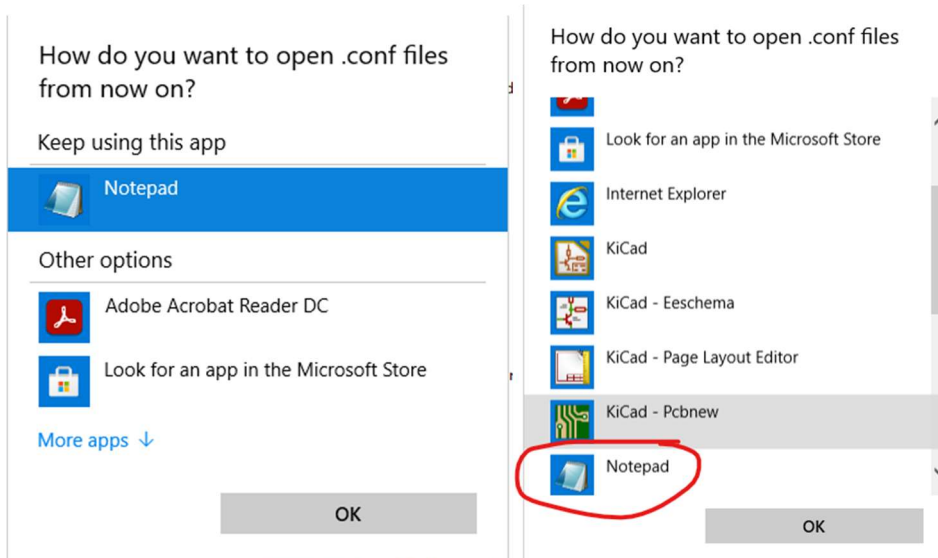 How do you want to open .conf files
from now on?
Keep using this app
Notepad
Other options
Adobe Acrobat Reader DC
Look for an app in the Microsoft Store
More apps ↓
OK
How do you want to open .conf files
from now on?
Look for an app in the Microsoft Store
Internet Explorer
KiCad
KiCad - Eeschema
KiCad - Page Layout Editor
KiCad - Pcbnew
Notepad
OK